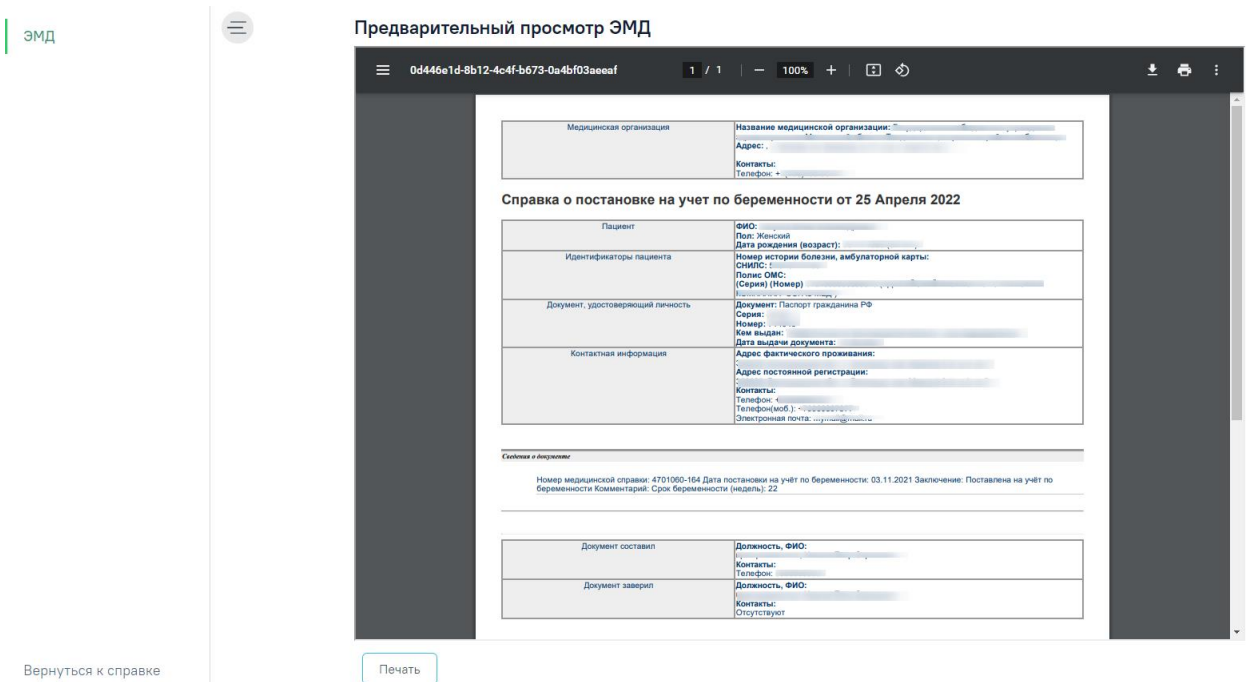 ЭМД
Предварительный просмотр ЭМД
0d446e1d-8b12-4c4f-b673-0a4bf03aeeaf 1 / 1 100%
Медицинская организация
Название медицинской организации:
Адрес:
Контакты:
Телефон: +
Справка о постановке на учет по беременности от 25 Апреля 2022
Пациент
ФИО:
Пол: Женский
Дата рождения (возраст):
Идентификаторы пациента
Номер истории болезни, амбулаторной карты:
СНИЛС:
Полис ОМС:
(Серия) (Номер)
Документ, удостоверяющий личность
Документ: Паспорт гражданина РФ
Серия:
Номер:
Кем выдан:
Дата выдачи документа:
Контактная информация
Адрес фактического проживания:
Адрес постоянной регистрации:
Контакты:
Телефон: +
Телефон(моб.):
Электронная почта:
Сведения о документе
Номер медицинской справки: 4701060-164 Дата постановки на учёт по беременности: 03.11.2021 Заключение: Поставлена на учёт по
беременности Комментарий: Срок беременности (недель): 22
Документ составил
Должность, ФИО:
Контакты:
Телефон:
Документ заверил
Должность, ФИО:
Контакты:
Отсутствуют
Вернуться к справке
Печать